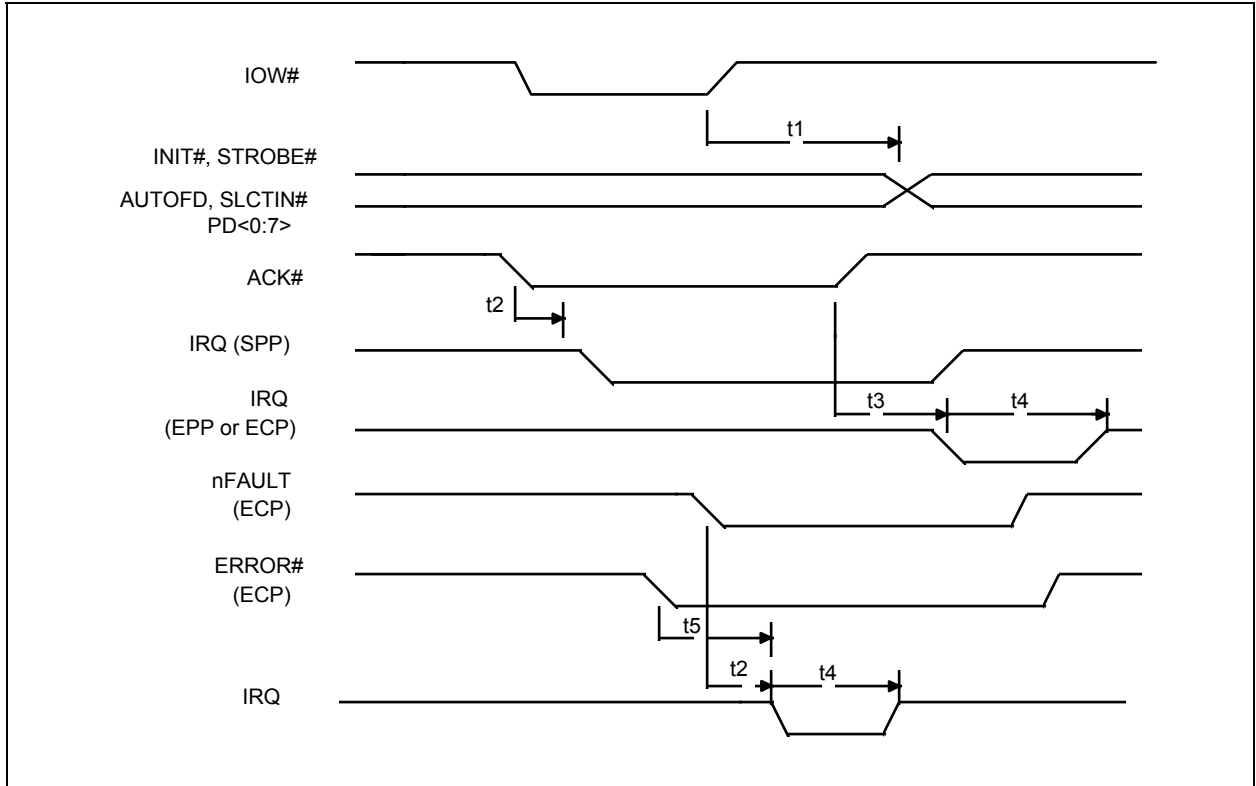 IOW#
t1
INIT#, STROBE#
AUTOFD, SLCTIN#
PD<0:7>
ACK#
t2
IRQ (SPP)
IRQ
(EPP or ECP)
t3
t4
nFAULT
(ECP)
ERROR#
(ECP)
t5
t2
t4
IRQ